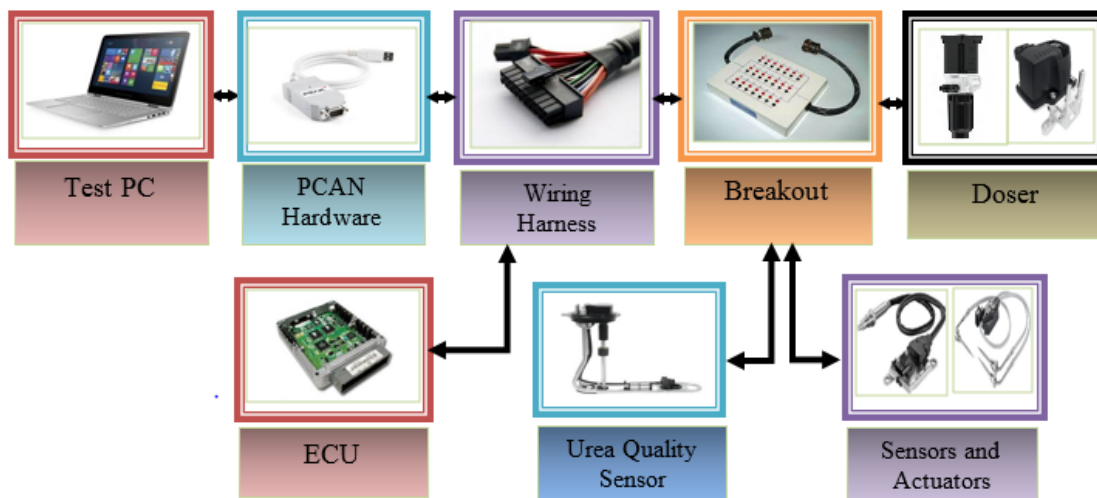 Test PC
PCAN
Hardware
Wiring
Harness
Breakout
Doser
ECU
Urea Quality
Sensor
Sensors and
Actuators